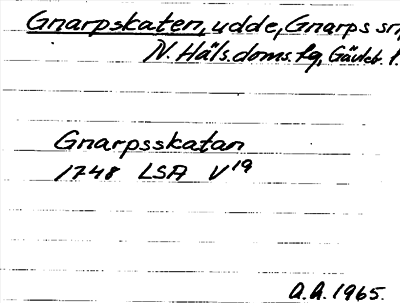 Gnarpskaten, udde, Gnarps sn,
N. Häls. doms. fg, Gävleb. l.
Gnarpsskatan
1748 LSA V¹⁹
A.A. 1965.